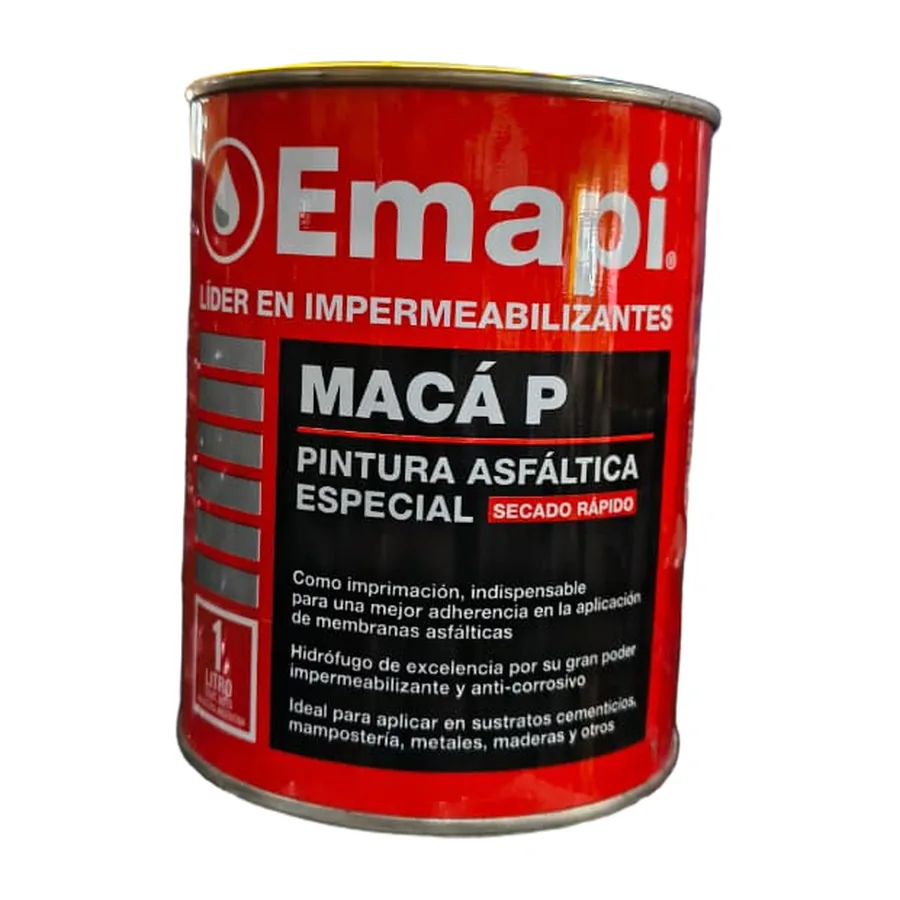 Emapi®
LÍDER EN IMPERMEABILIZANTES
MACÁ P
PINTURA ASFÁLTICA
ESPECIAL SECADO RÁPIDO
Como imprimación, indispensable
para una mejor adherencia en la aplicación
de membranas asfálticas
Hidrófugo de excelencia por su gran poder
impermeabilizante y anti-corrosivo
Ideal para aplicar en sustratos cementicios,
mampostería, metales, maderas y otros
1
LITRO